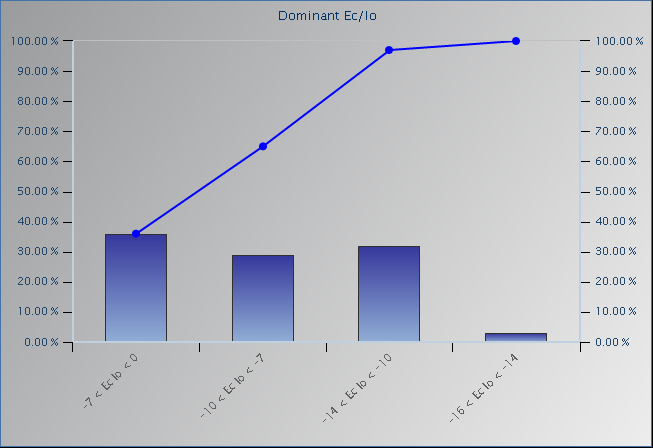 Dominant Ec/Io
100.00 % 100.00 %
90.00 % 90.00 %
80.00 % 80.00 %
70.00 % 70.00 %
60.00 % 60.00 %
50.00 % 50.00 %
40.00 % 40.00 %
30.00 % 30.00 %
20.00 % 20.00 %
10.00 % 10.00 %
0.00 % 0.00 %
-7 < Ec Io < 0
-10 < Ec Io < -7
-14 < Ec Io < -10
-16 < Ec Io < -14